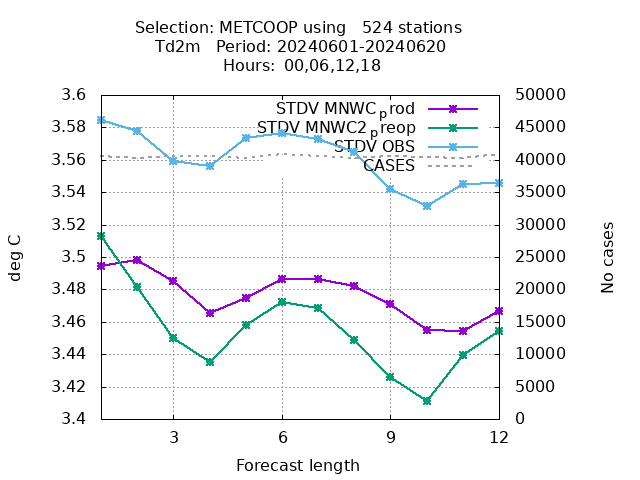 Selection: METCOOP using   524 stations
Td2m   Period: 20240601-20240620
Hours: 00,06,12,18
3.6
3.58
3.56
3.54
3.52
3.5
3.48
3.46
3.44
3.42
3.4
deg C
STDV MNWC_prod
STDV MNWC2_preop
STDV OBS
CASES
50000
45000
40000
35000
30000
25000
20000
15000
10000
5000
0
No cases
3 6 9 12
Forecast length